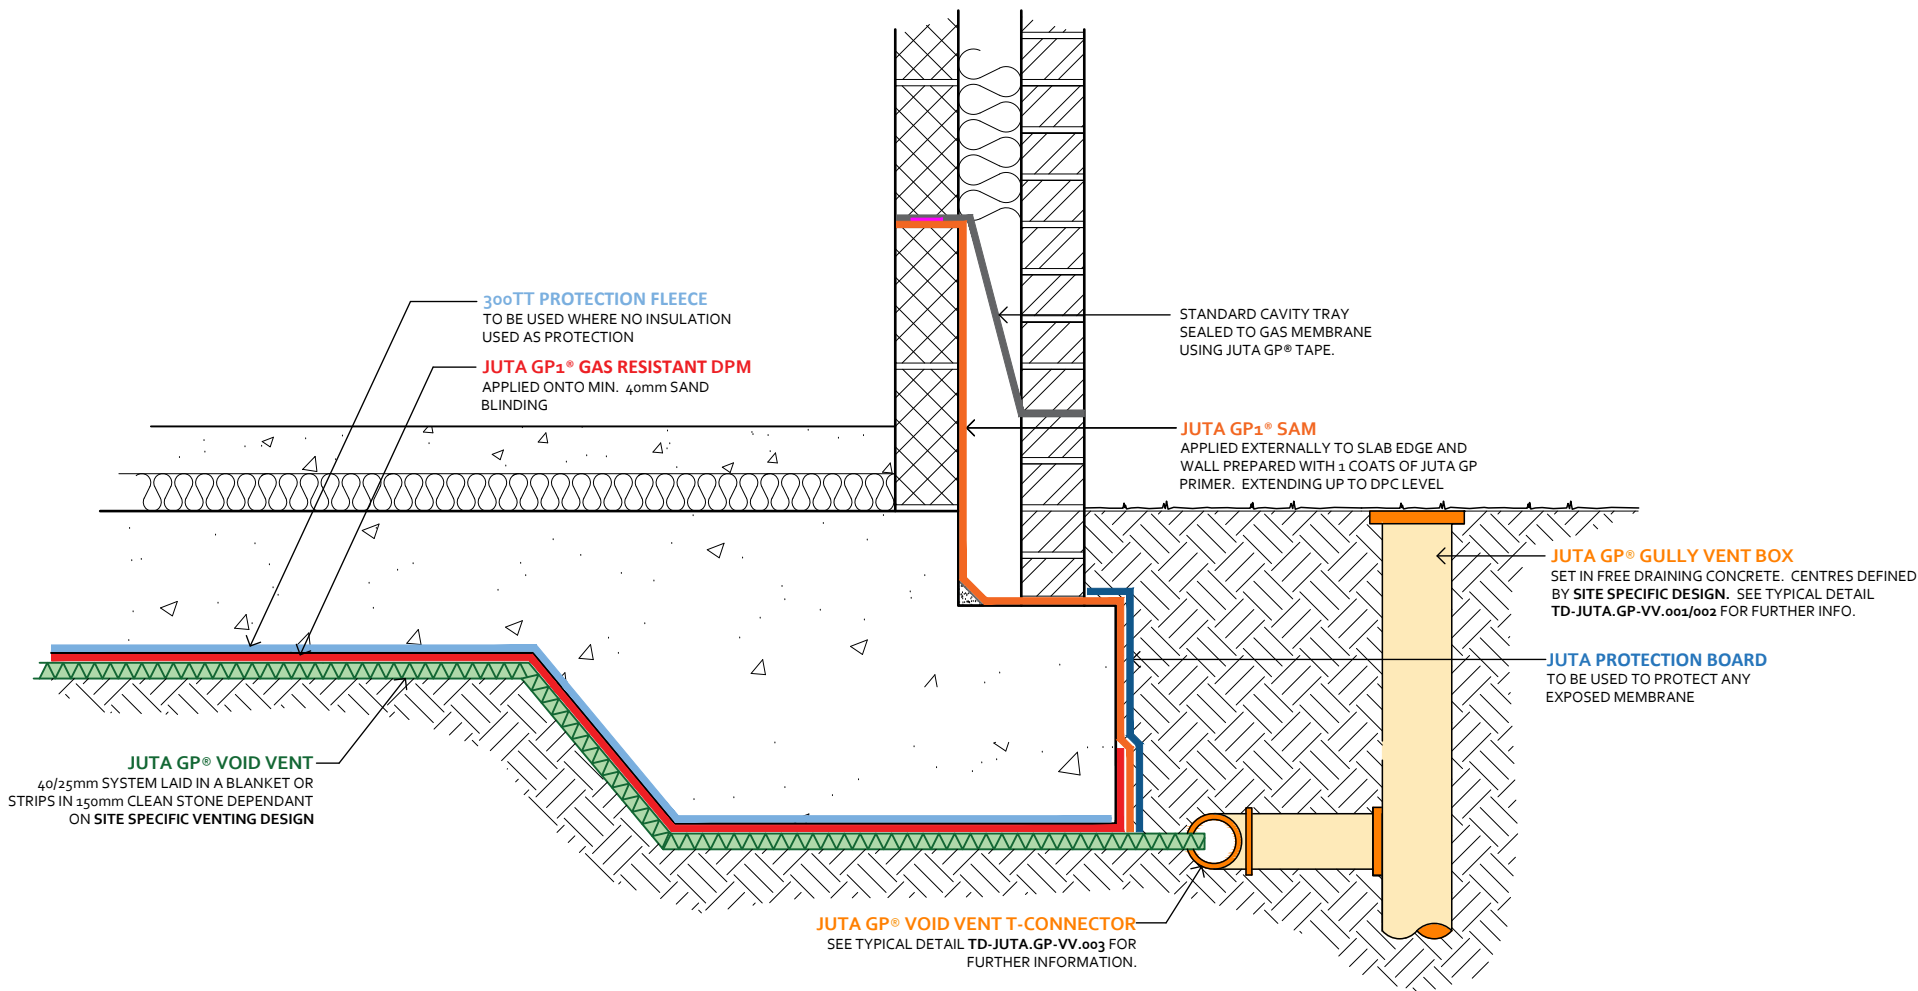 300TT PROTECTION FLEECE
TO BE USED WHERE NO INSULATION
USED AS PROTECTION
JUTA GP1® GAS RESISTANT DPM
APPLIED ONTO MIN. 40mm SAND
BLINDING
STANDARD CAVITY TRAY
SEALED TO GAS MEMBRANE
USING JUTA GP® TAPE.
JUTA GP1® SAM
APPLIED EXTERNALLY TO SLAB EDGE AND
WALL PREPARED WITH 1 COATS OF JUTA GP
PRIMER. EXTENDING UP TO DPC LEVEL
JUTA GP® GULLY VENT BOX
SET IN FREE DRAINING CONCRETE. CENTRES DEFINED
BY SITE SPECIFIC DESIGN. SEE TYPICAL DETAIL
TD-JUTA.GP-VV.001/002 FOR FURTHER INFO.
JUTA PROTECTION BOARD
TO BE USED TO PROTECT ANY
EXPOSED MEMBRANE
JUTA GP® VOID VENT
40/25mm SYSTEM LAID IN A BLANKET OR
STRIPS IN 150mm CLEAN STONE DEPENDANT
ON SITE SPECIFIC VENTING DESIGN
JUTA GP® VOID VENT T-CONNECTOR
SEE TYPICAL DETAIL TD-JUTA.GP-VV.003 FOR
FURTHER INFORMATION.